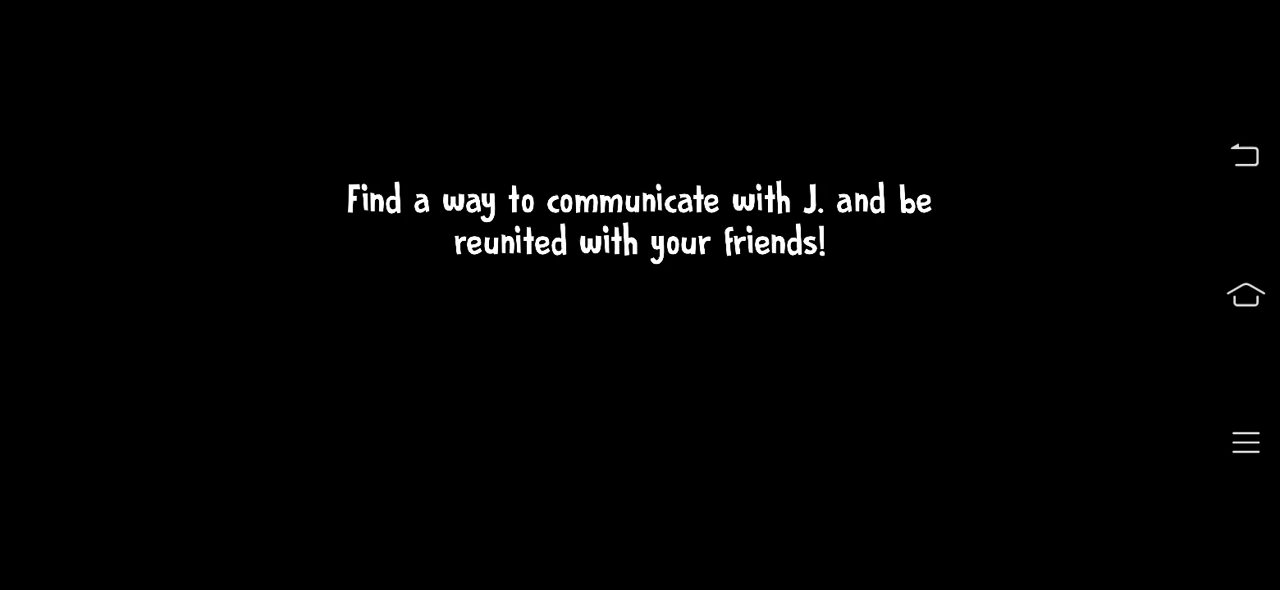 Find a way to communicate with J. and be
reunited with your friends!